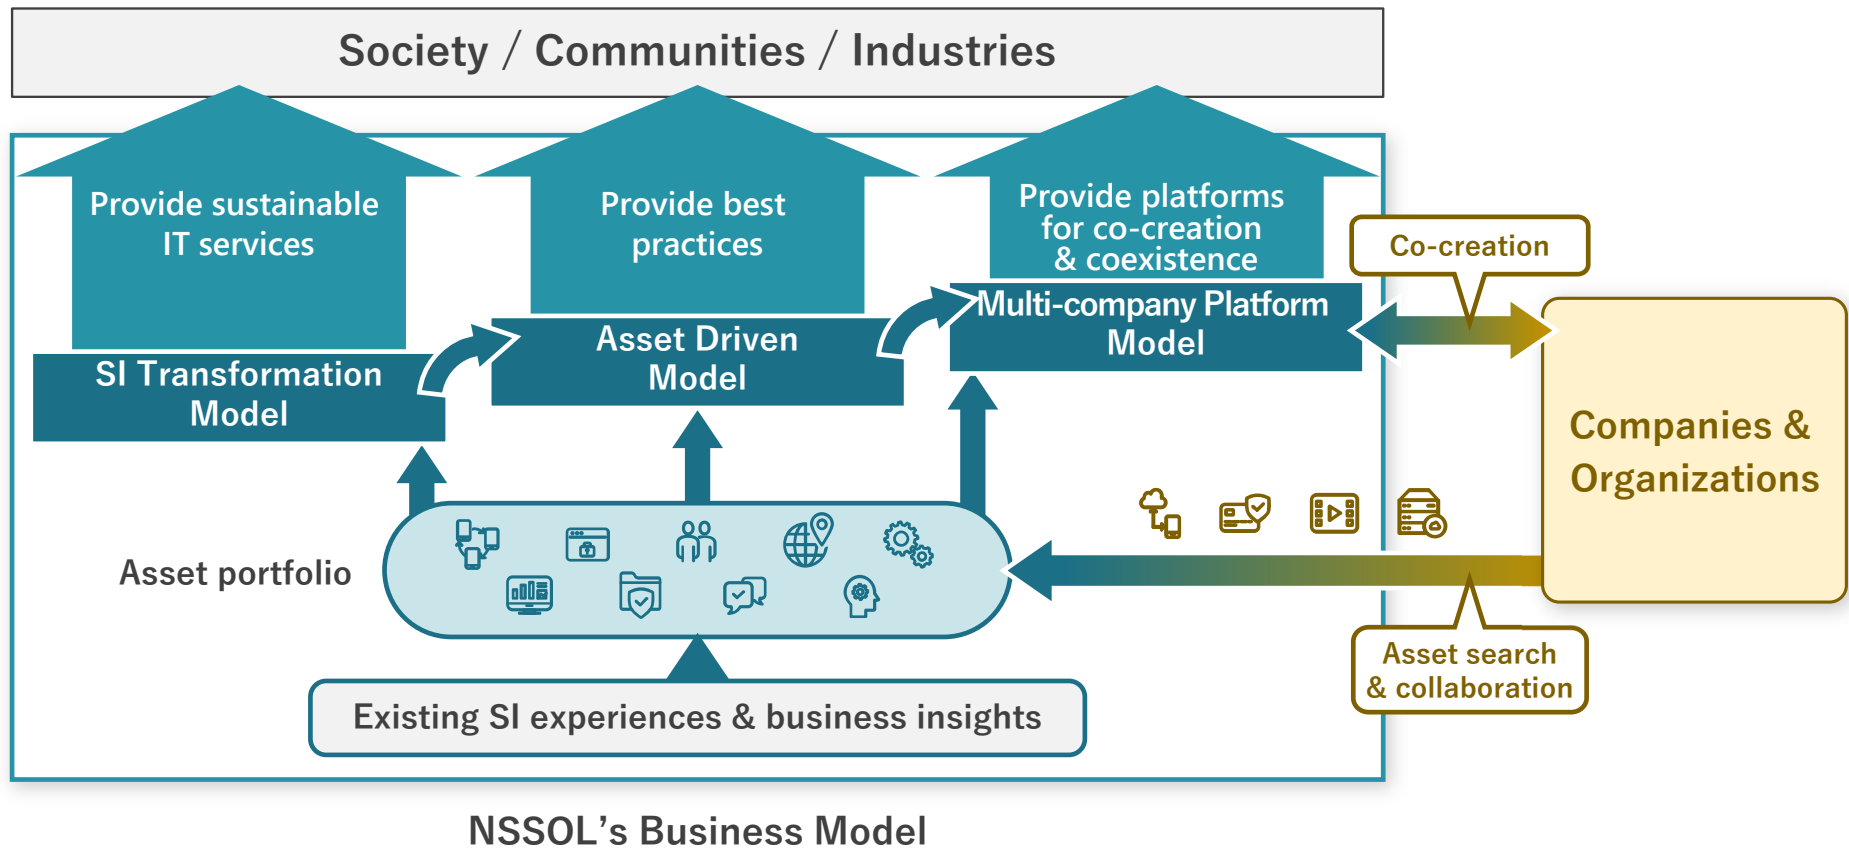 Society / Communities / Industries
Provide sustainable
IT services
Provide best
practices
Provide platforms
for co-creation
& coexistence
Co-creation
SI Transformation
Model
Asset Driven
Model
Multi-company Platform
Model
Companies &
Organizations
Asset portfolio
Asset search
& collaboration
Existing SI experiences & business insights
NSSOL's Business Model